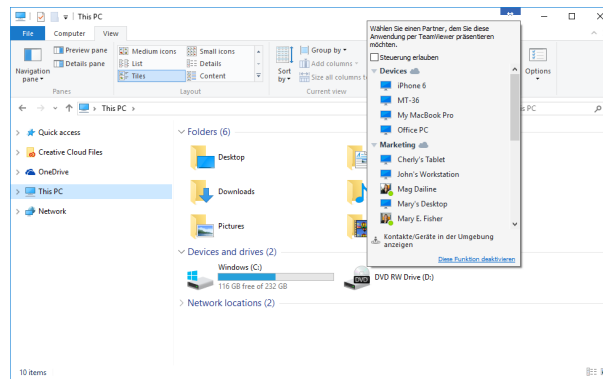 This PC
File Computer View
Preview pane
Details pane
Navigation
pane
Panes
Medium icons Small icons
List Details
Tiles Content
Layout
Sort
by
Group by
Add columns
Size all columns
Current view
Options
This PC
PC
Quick access
Creative Cloud Files
OneDrive
This PC
Network
Folders (6)
Desktop
Downloads
Pictures
Devices and drives (2)
Windows (C:)
116 GB free of 232 GB
DVD RW Drive (D:)
Network locations (2)
Wählen Sie einen Partner, dem Sie diese
Anwendung per TeamViewer präsentieren
möchten.
Steuerung erlauben
Devices
iPhone 6
MT-36
My MacBook Pro
Office PC
Marketing
Cherly's Tablet
John's Workstation
Mag Dailine
Mary's Desktop
Mary E. Fisher
Kontakte/Geräte in der Umgebung
anzeigen
Diese Funktion deaktivieren
10 items